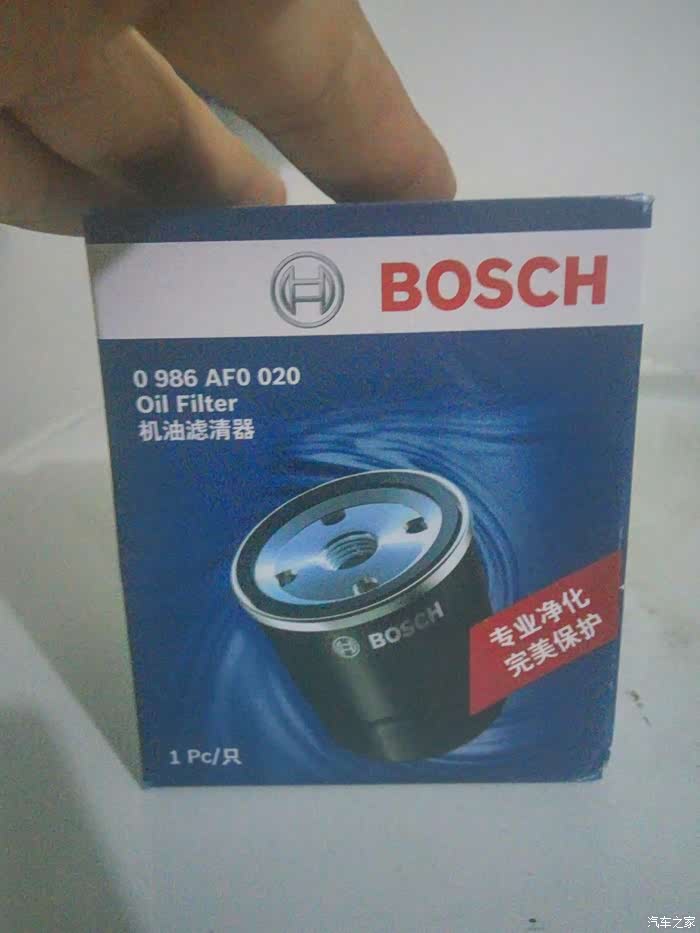 BOSCH
0 986 AF0 020
Oil Filter
机油滤清器
BOSCH
专业净化
完美保护
1 Pc/只
汽车之家